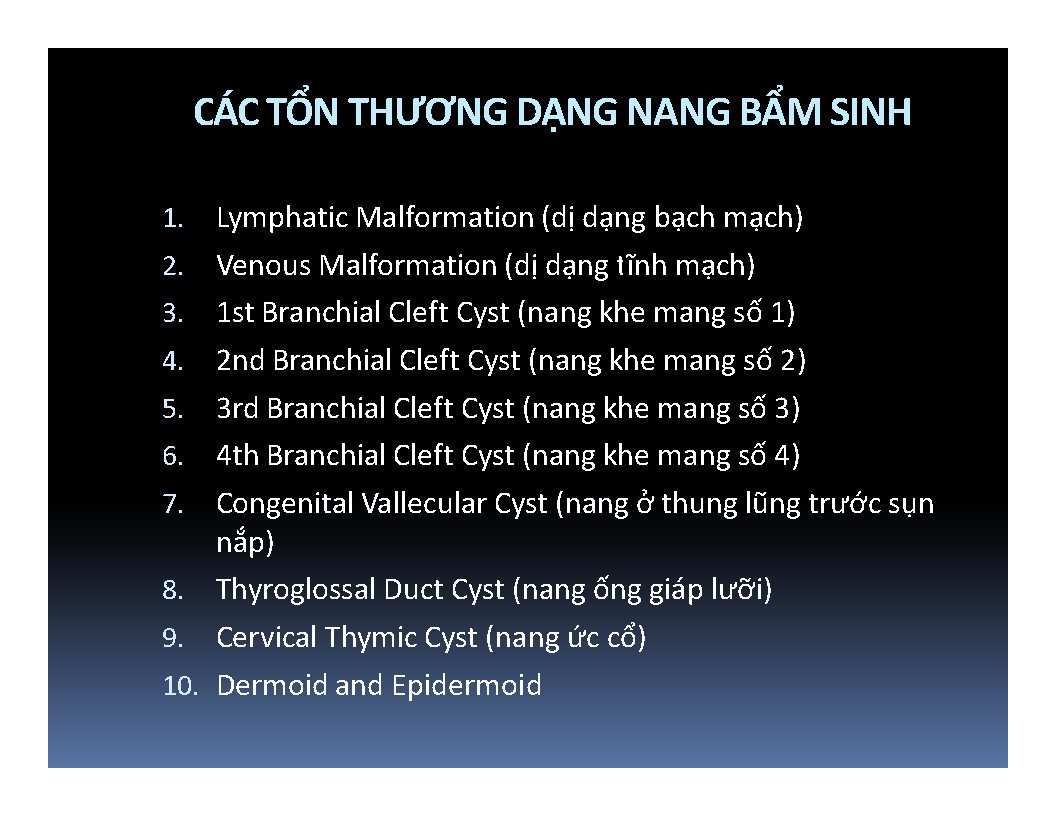 CÁC TỔN THƯƠNG DẠNG NANG BẨM SINH
1. Lymphatic Malformation (dị dạng bạch mạch)
2. Venous Malformation (dị dạng tĩnh mạch)
3. 1st Branchial Cleft Cyst (nang khe mang số 1)
4. 2nd Branchial Cleft Cyst (nang khe mang số 2)
5. 3rd Branchial Cleft Cyst (nang khe mang số 3)
6. 4th Branchial Cleft Cyst (nang khe mang số 4)
7. Congenital Vallecular Cyst (nang ở thung lũng trước sụn
nắp)
8. Thyroglossal Duct Cyst (nang ống giáp lưỡi)
9. Cervical Thymic Cyst (nang ức cổ)
10. Dermoid and Epidermoid